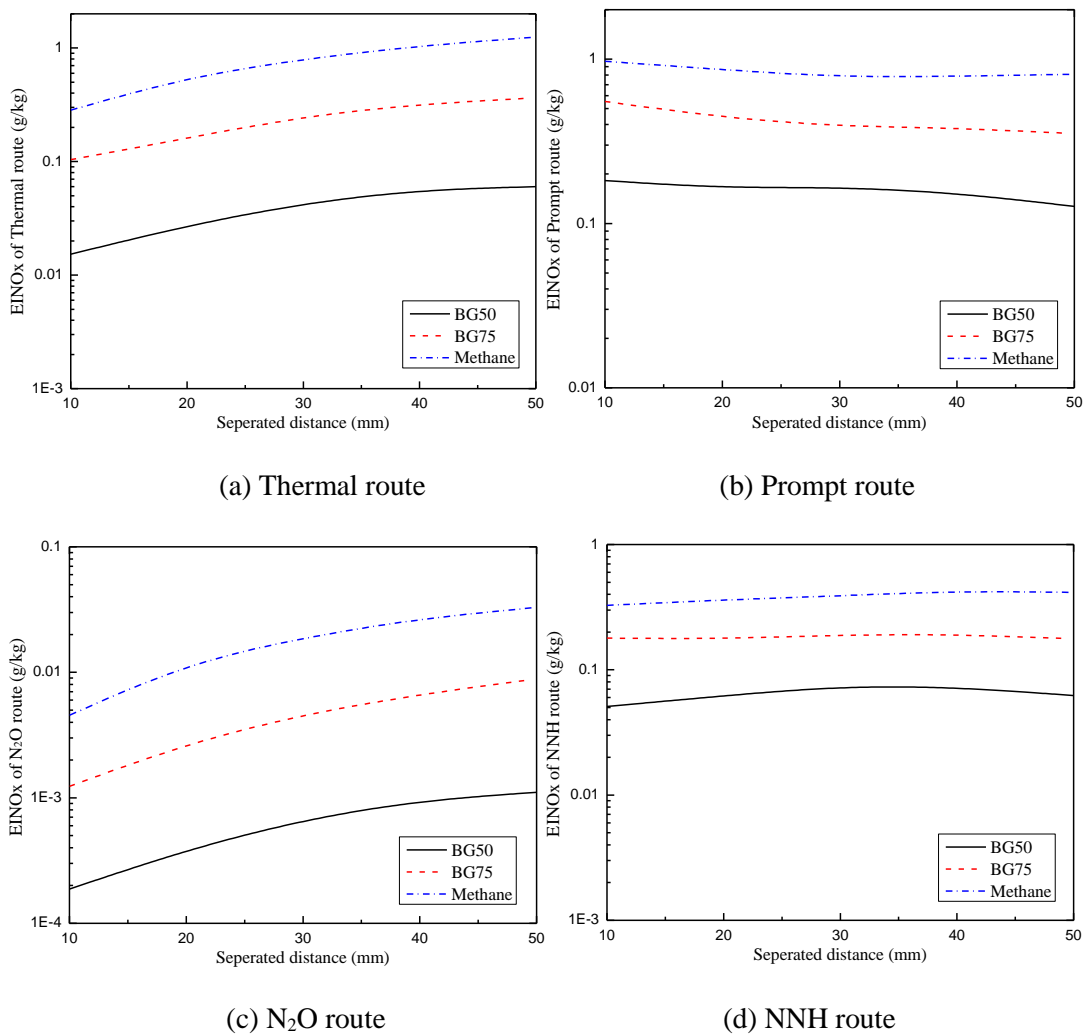 EINOx of Thermal route (g/kg)
1
0.1
0.01
1E-3
10 20 30 40 50
Seperated distance (mm)
BG50
BG75
Methane
(a) Thermal route
EINOx of Prompt route (g/kg)
1
0.1
0.01
10 20 30 40 50
Seperated distance (mm)
BG50
BG75
Methane
(b) Prompt route
EINOx of N₂O route (g/kg)
0.1
0.01
1E-3
1E-4
10 20 30 40 50
Seperated distance (mm)
BG50
BG75
Methane
(c) N₂O route
EINOx of NNH route (g/kg)
1
0.1
0.01
1E-3
10 20 30 40 50
Seperated distance (mm)
BG50
BG75
Methane
(d) NNH route